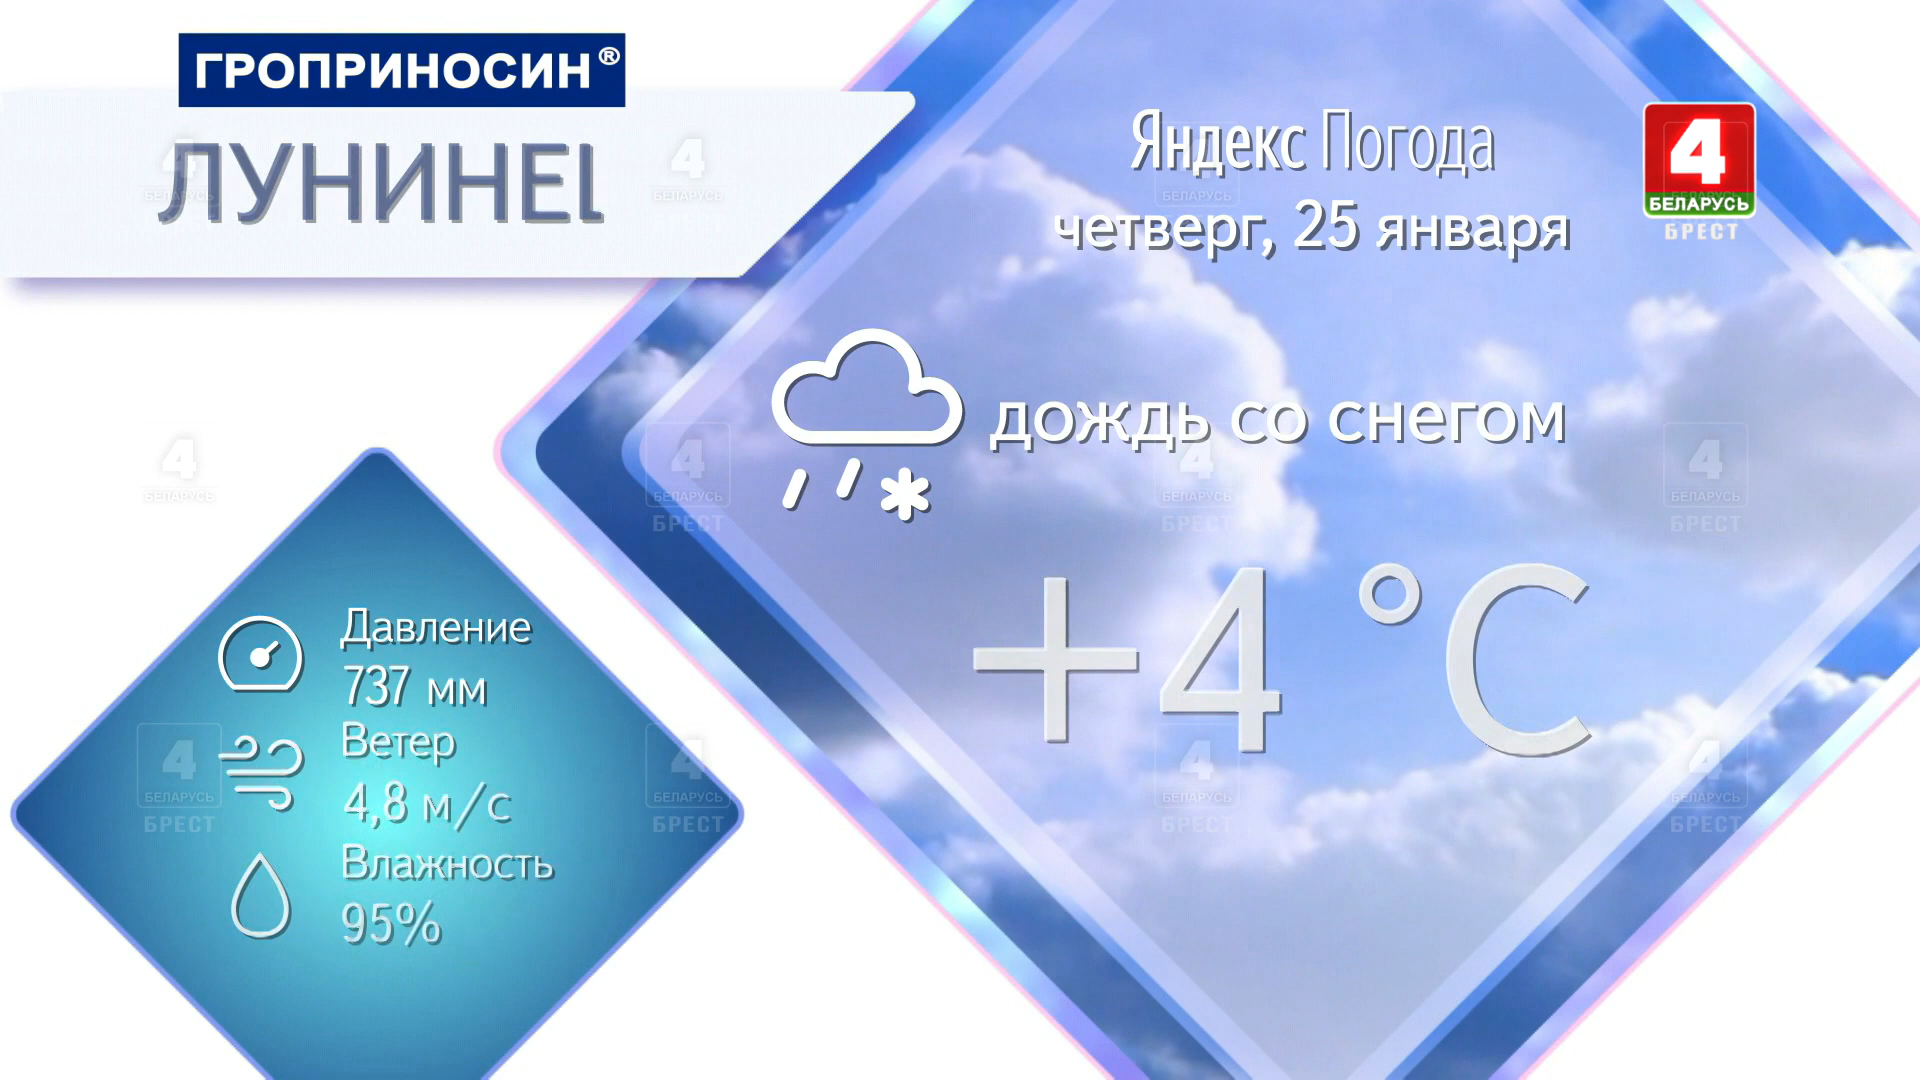 ГРОПРИНОСИН®
ЛУНИНЕЦ
Яндекс Погода
четверг, 25 января
4
БЕЛАРУСЬ
БРЕСТ
дождь со снегом
+4 °C
Давление
737 мм
Ветер
4,8 м/с
Влажность
95%